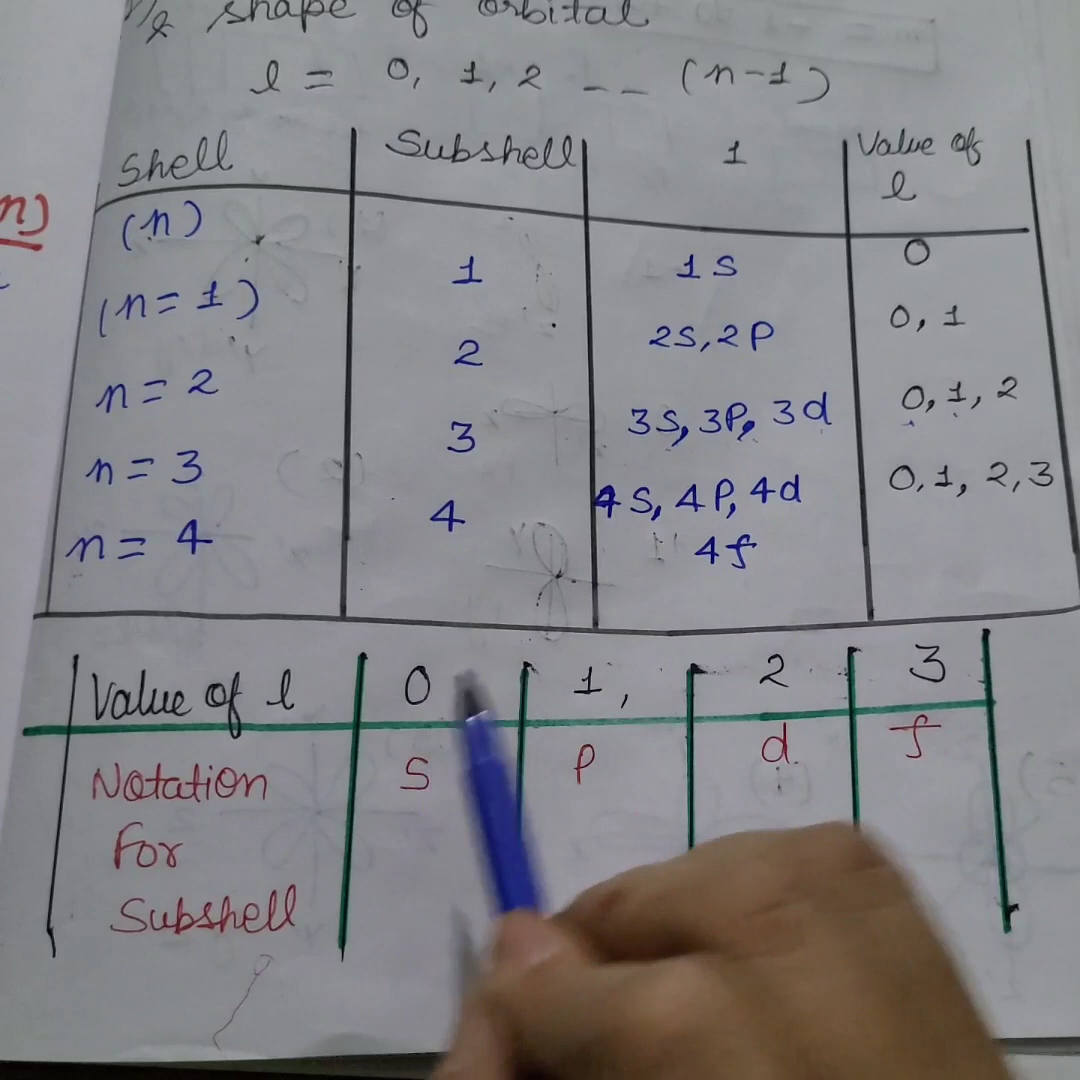 shape of orbital
l = 0, 1, 2 -- (n-1)
Shell Subshell 1 Value of l
(n)
(n=1) 1 1S 0
n=2 2 2S, 2P 0, 1
n=3 3 3S, 3P, 3d 0, 1, 2
n=4 4 4S, 4P, 4d 0, 1, 2, 3
4f
Value of l 0 1, 2 3
Notation S P d f
For
Subshell
n)